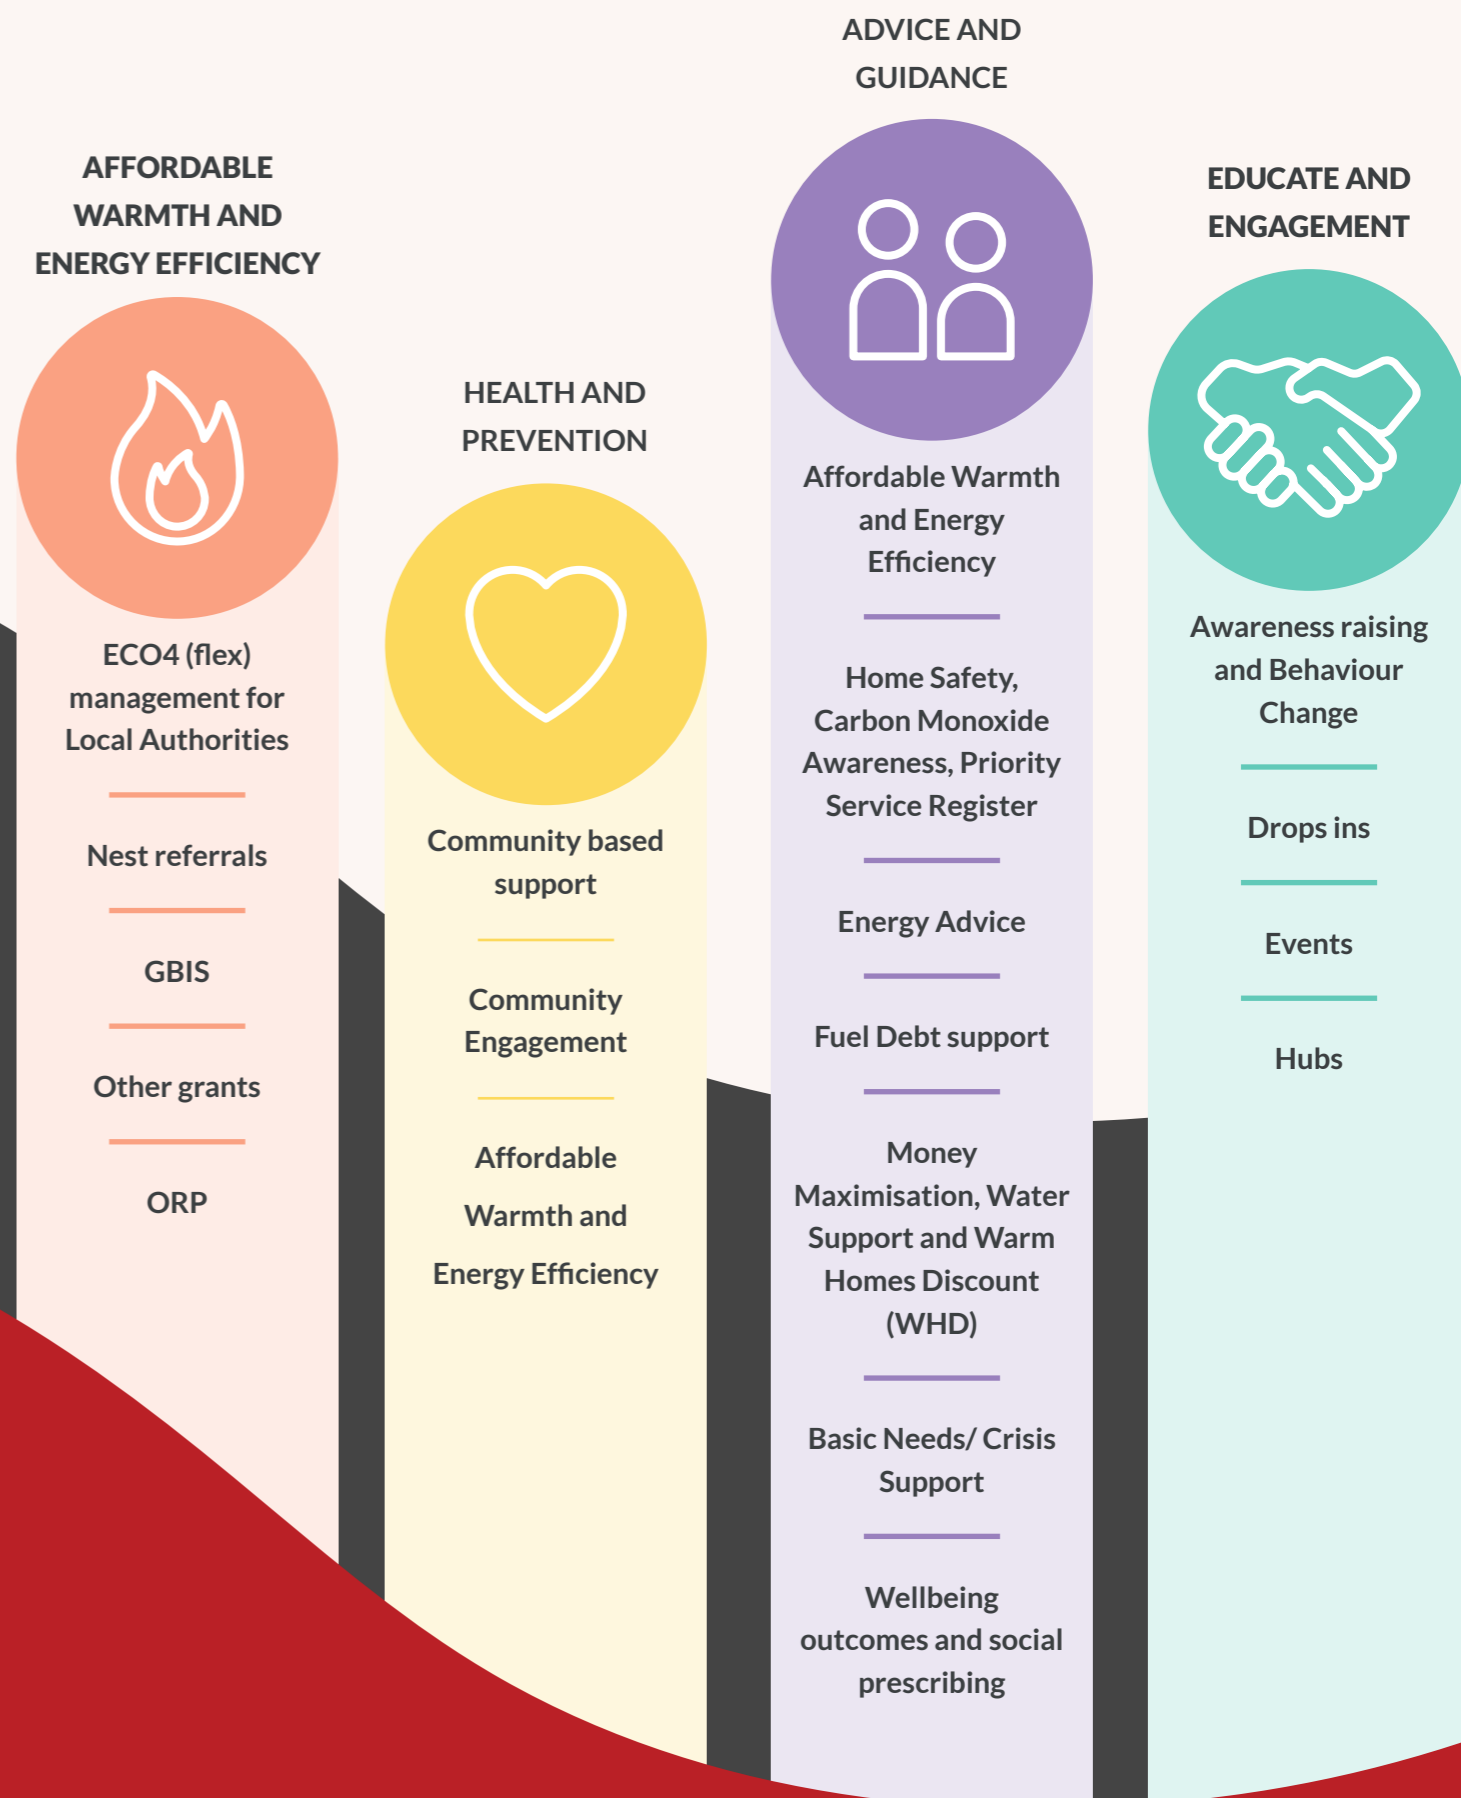 AFFORDABLE
WARMTH AND
ENERGY EFFICIENCY
ECO4 (flex)
management for
Local Authorities
Nest referrals
GBIS
Other grants
ORP
HEALTH AND
PREVENTION
Community based
support
Community
Engagement
Affordable
Warmth and
Energy Efficiency
ADVICE AND
GUIDANCE
Affordable Warmth
and Energy
Efficiency
Home Safety,
Carbon Monoxide
Awareness, Priority
Service Register
Energy Advice
Fuel Debt support
Money
Maximisation, Water
Support and Warm
Homes Discount
(WHD)
Basic Needs/ Crisis
Support
Wellbeing
outcomes and social
prescribing
EDUCATE AND
ENGAGEMENT
Awareness raising
and Behaviour
Change
Drops ins
Events
Hubs